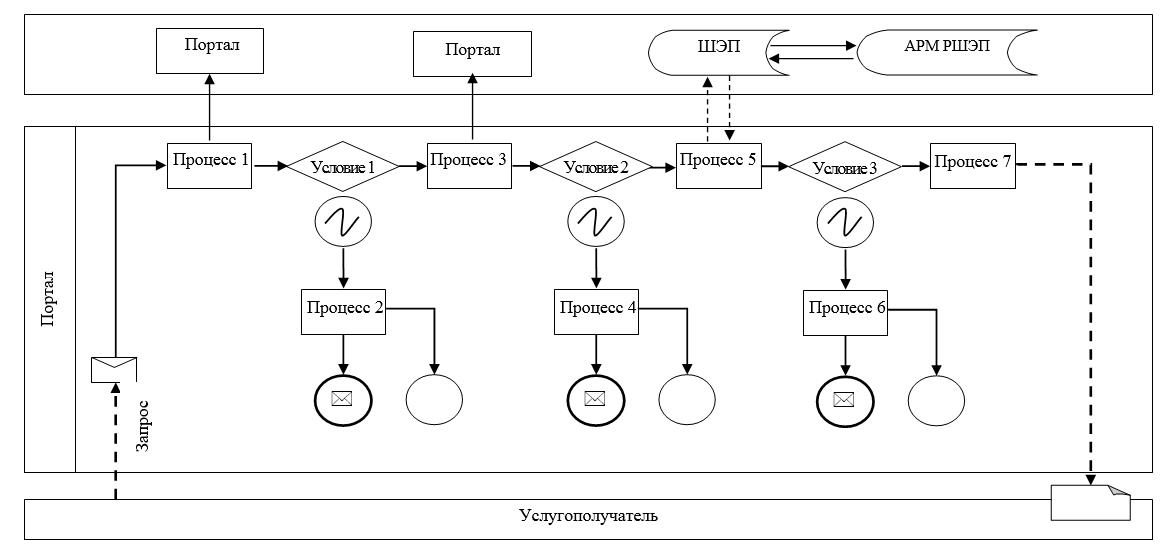 Портал
Портал
ШЭП
АРМ РШЭП
Процесс 1
Условие 1
Процесс 3
Условие 2
Процесс 5
Условие 3
Процесс 7
Портал
Процесс 2
Процесс 4
Процесс 6
Запрос
Услугополучатель